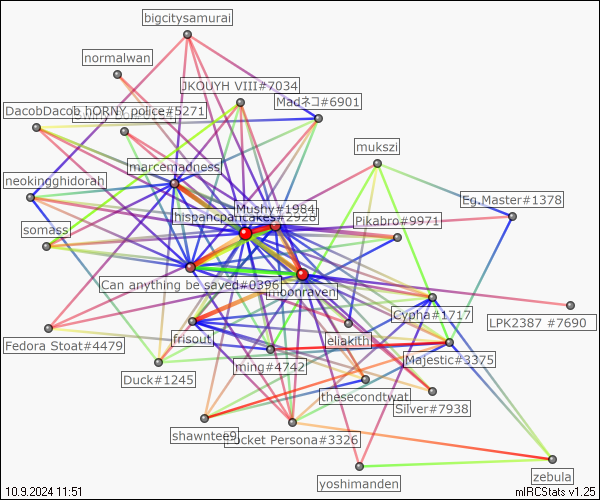 bigcitysamurai
normalwan
JKOUYH VIII#7034
Madネコ#6901
DacobDacob hORNY police#5271
mukszi
marcemadness
neokingghidorah
Eg.Master#1378
Mushy#1984
hispancpancakes#2926
Pikabro#9971
somass
Can anything be saved#0396
moonraven
Cypha#1717
LPK2387 #7690
Fedora Stoat#4479
frisout
eliakith
Majestic#3375
ming#4742
Duck#1245
thesecondtwat
Silver#7938
shawntee9
Pocket Persona#3326
yoshimanden
zebula
10.9.2024 11:51
mIRCStats v1.25